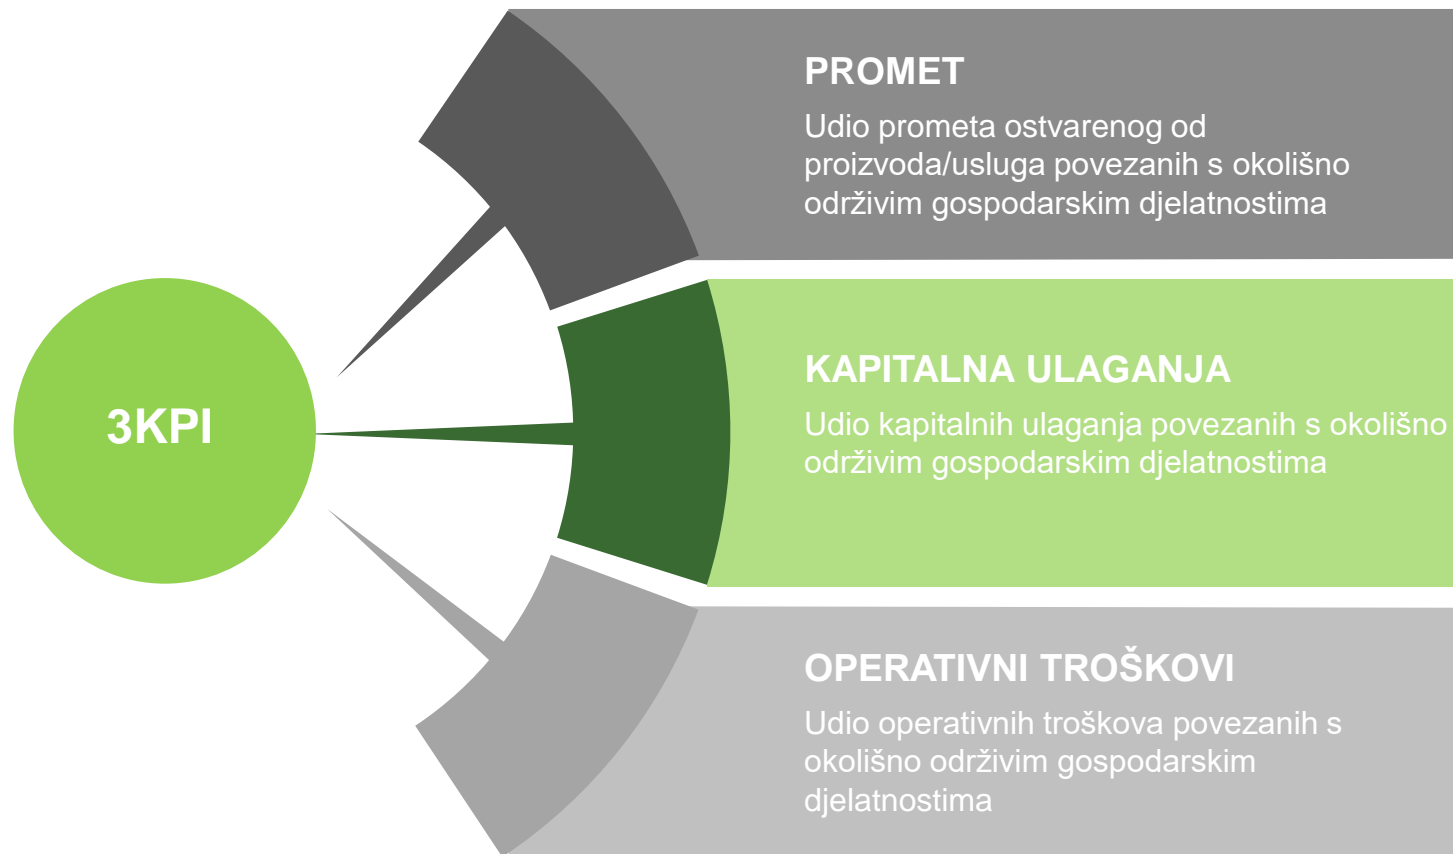 3KPI
PROMET
Udio prometa ostvarenog od
proizvoda/usluga povezanih s okolišno
održivim gospodarskim djelatnostima
KAPITALNA ULAGANJA
Udio kapitalnih ulaganja povezanih s okolišno
održivim gospodarskim djelatnostima
OPERATIVNI TROŠKOVI
Udio operativnih troškova povezanih s
okolišno održivim gospodarskim
djelatnostima